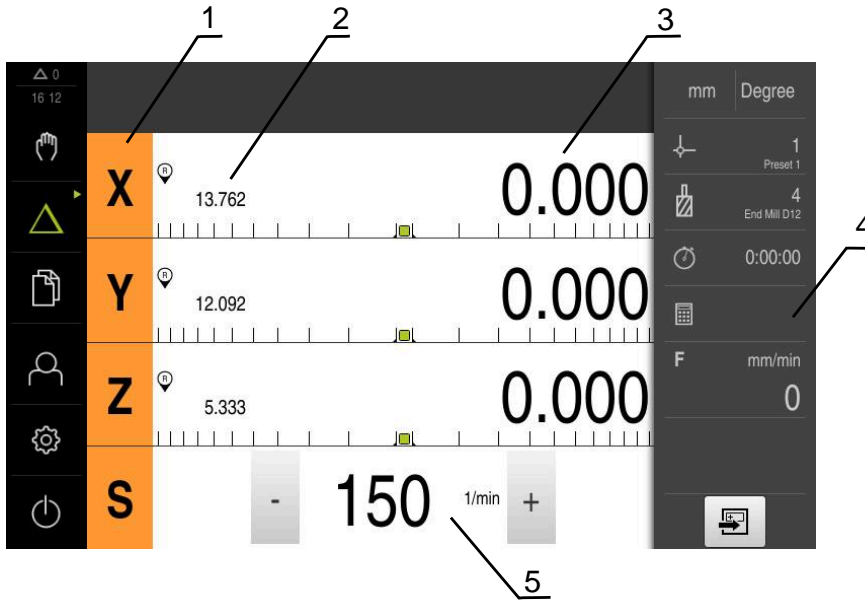 1 2 3
0
16 12
mm Degree
X R 13.762 0.000
1
Preset 1
4
End Mill D12
4
Y R 12.092 0.000
0:00:00
Z R 5.333 0.000
F mm/min
0
S - 150 1/min +
5